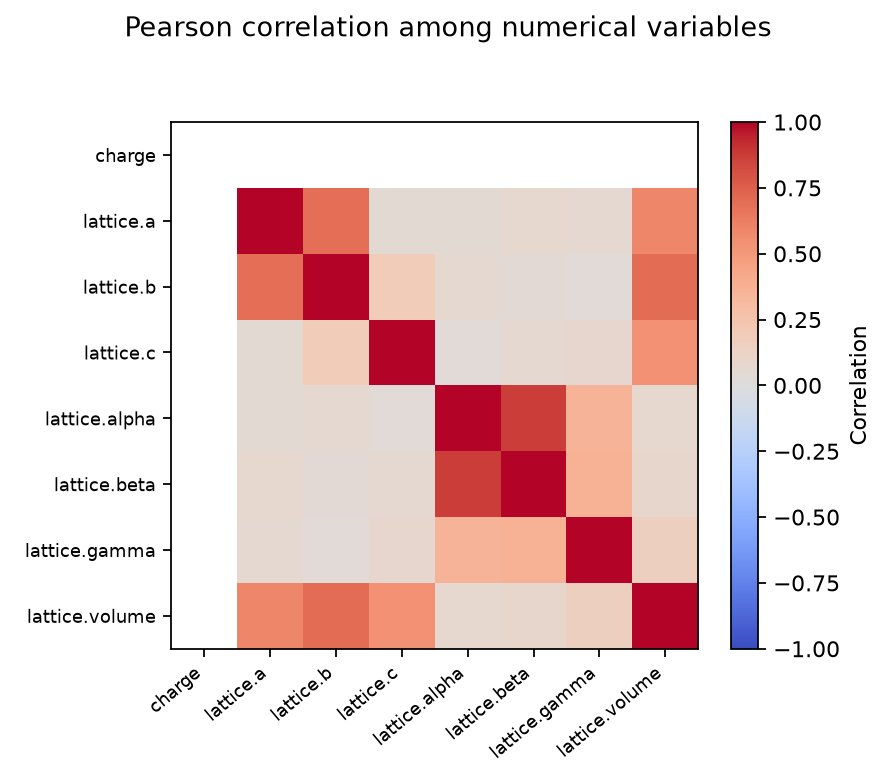 Pearson correlation among numerical variables
charge
lattice.a
lattice.b
lattice.c
lattice.alpha
lattice.beta
lattice.gamma
lattice.volume
charge
lattice.a
lattice.b
lattice.c
lattice.alpha
lattice.beta
lattice.gamma
lattice.volume
1.00
0.75
0.50
0.25
0.00
−0.25
−0.50
−0.75
−1.00
Correlation